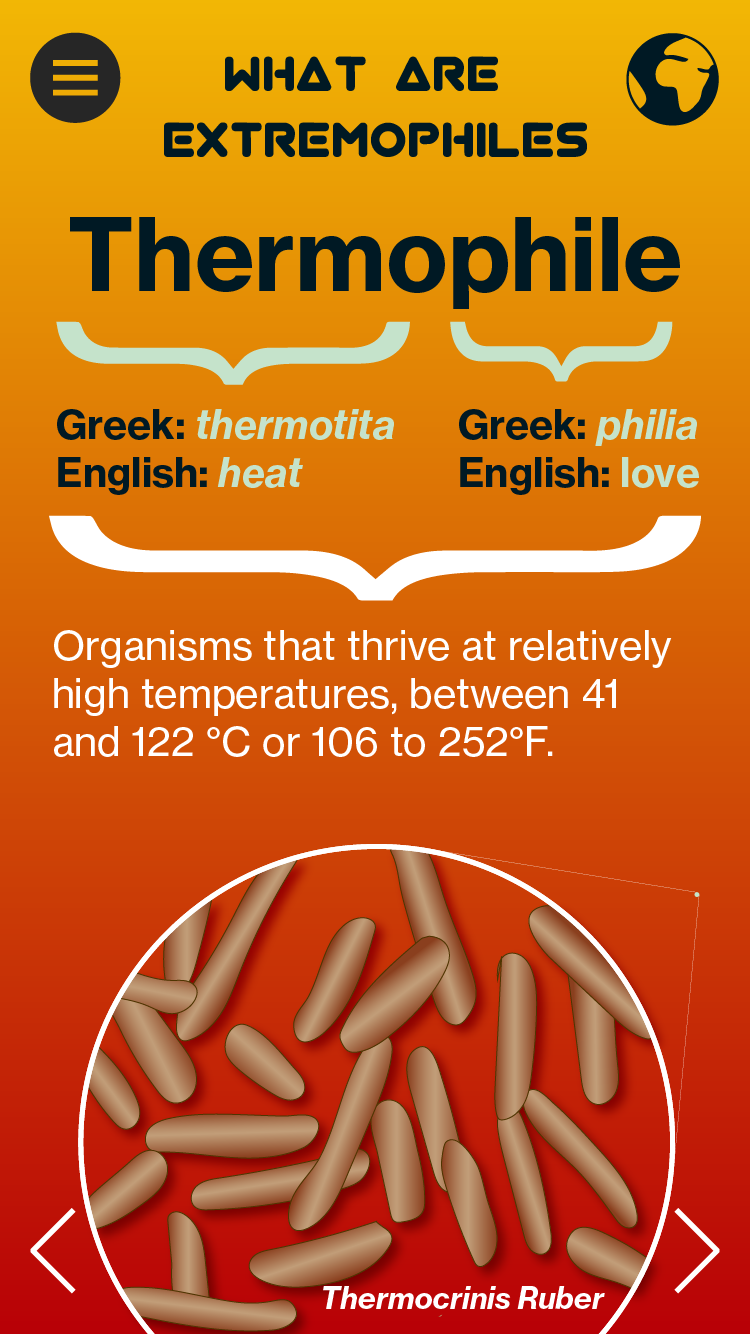 WHAT ARE
EXTREMOPHILES
Thermophile
Greek: thermotita
English: heat
Greek: philia
English: love
Organisms that thrive at relatively
high temperatures, between 41
and 122 °C or 106 to 252°F.
Thermocrinis Ruber